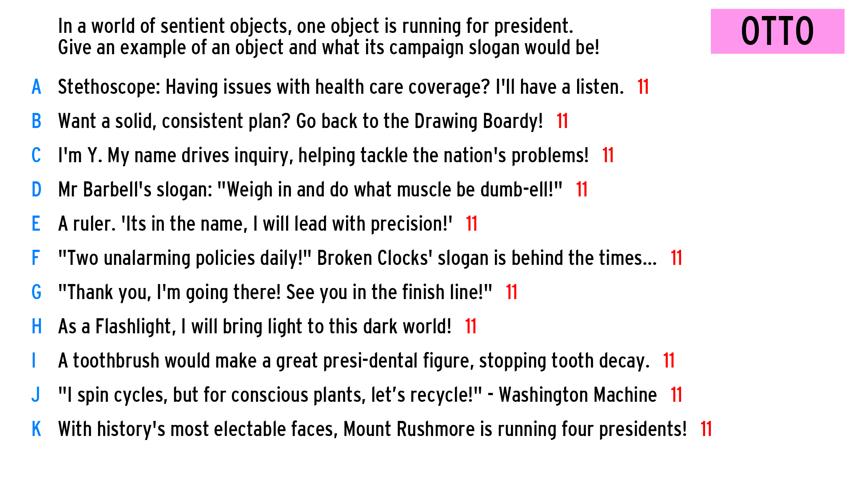 In a world of sentient objects, one object is running for president.
Give an example of an object and what its campaign slogan would be!
OTTO
A Stethoscope: Having issues with health care coverage? I'll have a listen. 11
B Want a solid, consistent plan? Go back to the Drawing Boardy! 11
C I'm Y. My name drives inquiry, helping tackle the nation's problems! 11
D Mr Barbell's slogan: "Weigh in and do what muscle be dumb-ell!" 11
E A ruler. 'Its in the name, I will lead with precision!' 11
F "Two unalarming policies daily!" Broken Clocks' slogan is behind the times... 11
G "Thank you, I'm going there! See you in the finish line!" 11
H As a Flashlight, I will bring light to this dark world! 11
I A toothbrush would make a great presi-dental figure, stopping tooth decay. 11
J "I spin cycles, but for conscious plants, let’s recycle!" - Washington Machine 11
K With history's most electable faces, Mount Rushmore is running four presidents! 11